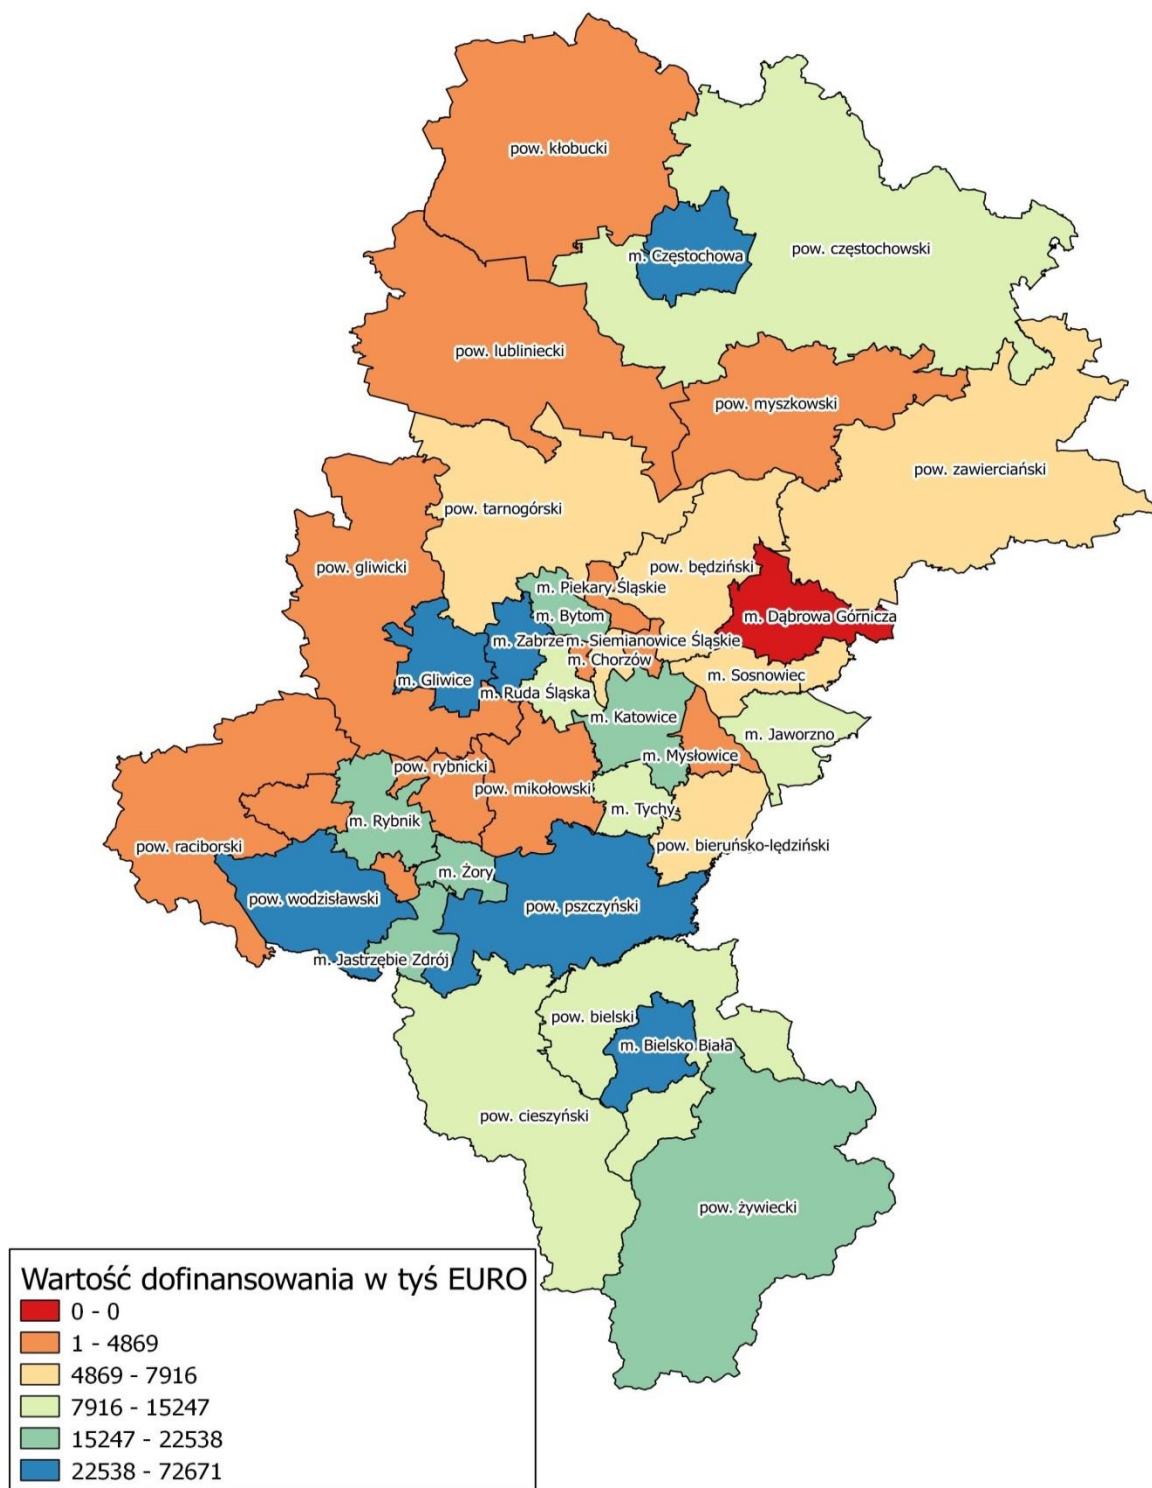 pow. kłobucki
pow. częstochowski
m. Częstochowa
pow. lubliniecki
pow. myszkowski
pow. zawierciański
pow. tarnogórski
pow. gliwicki
pow. będziński
m. Piekary Śląskie
m. Bytom
m. Dąbrowa Górnicza
m. Zabrze
m. Siemianowice Śląskie
m. Chorzów
m. Sosnowiec
m. Gliwice
m. Ruda Śląska
m. Katowice
m. Jaworzno
m. Mysłowice
pow. rybnicki
pow. mikołowski
m. Tychy
m. Rybnik
pow. raciborski
pow. bieruńsko-lędziński
m. Żory
pow. wodzisławski
pow. pszczyński
m. Jastrzębie Zdrój
pow. bielski
m. Bielsko Biała
pow. cieszyński
pow. żywiecki
Wartość dofinansowania w tyś EURO
0 - 0
1 - 4869
4869 - 7916
7916 - 15247
15247 - 22538
22538 - 72671